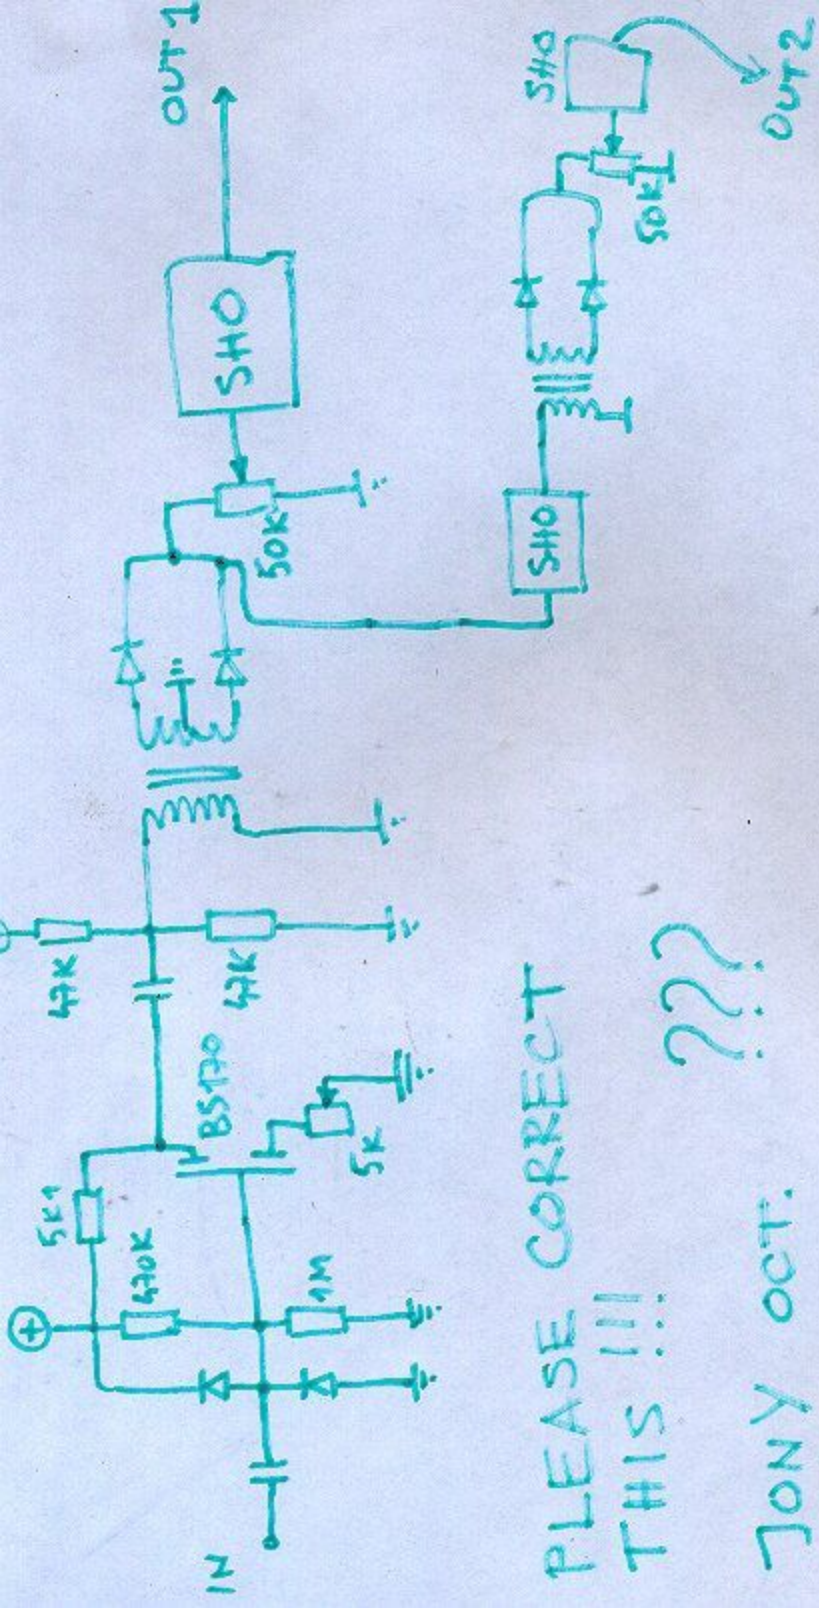 IN
470K
1M
5K1
BS170
5K
47K
47K
50K
SHO
OUT 1
SHO
50K
SHO
OUT 2
PLEASE CORRECT
THIS !!! ???
JONY OCT.